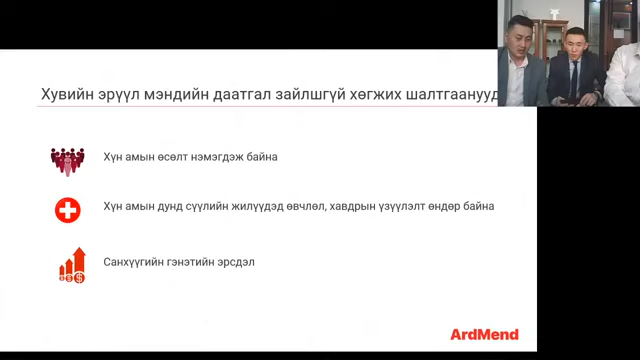 Хувийн эрүүл мэндийн даатгал зайлшгүй хөгжих шалтгаанууд
Хүн амын өсөлт нэмэгдэж байна
Хүн амын дунд сүүлийн жилүүдэд өвчлөл, хавдрын үзүүлэлт өндөр байна
Санхүүгийн гэнэтийн эрсдэл
ArdMend